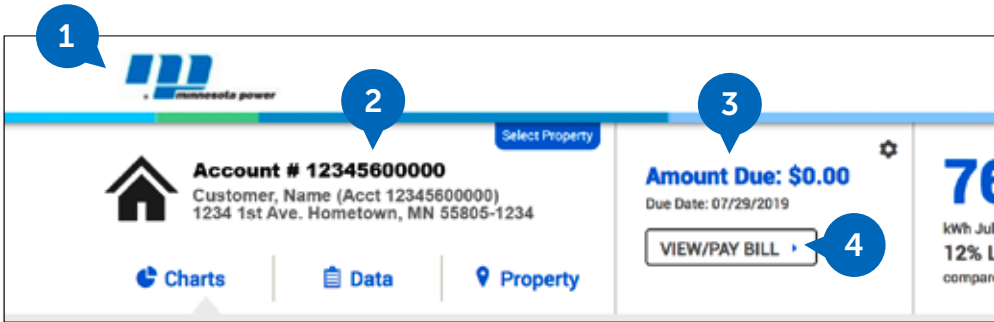 1
minnesota power
2
3
Select Property
Account # 12345600000
Customer, Name (Acct 12345600000)
1234 1st Ave. Hometown, MN 55805-1234
Charts
Data
Property
Amount Due: $0.00
Due Date: 07/29/2019
VIEW/PAY BILL
4
76
kWh Jul
12% L
compare